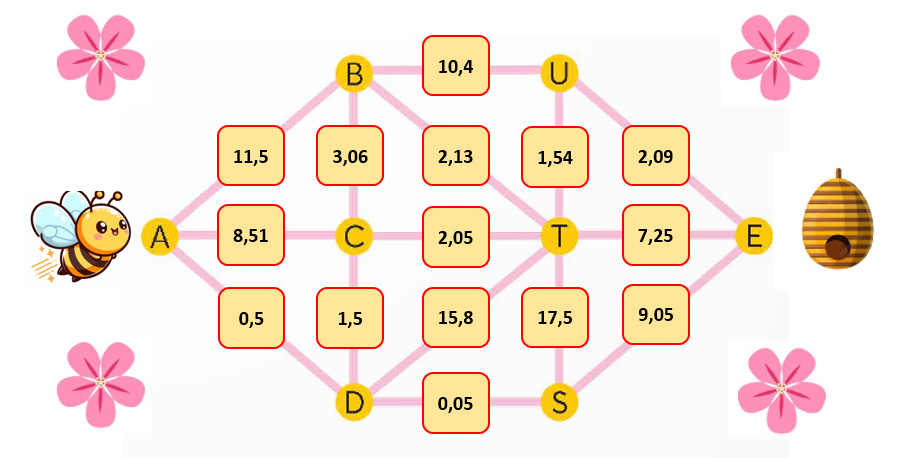 B 10,4 U
11,5 3,06 2,13 1,54 2,09
A 8,51 C 2,05 T 7,25 E
0,5 1,5 15,8 17,5 9,05
D 0,05 S